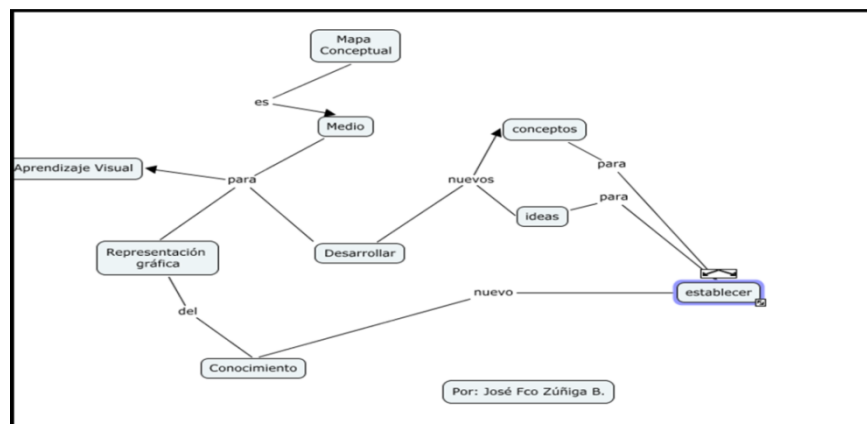 Mapa
Conceptual
es
Medio
conceptos
Aprendizaje Visual
para
nuevos
para
para
ideas
Representación
gráfica
Desarrollar
nuevo
establecer
del
Conocimiento
Por: José Fco Zúñiga B.